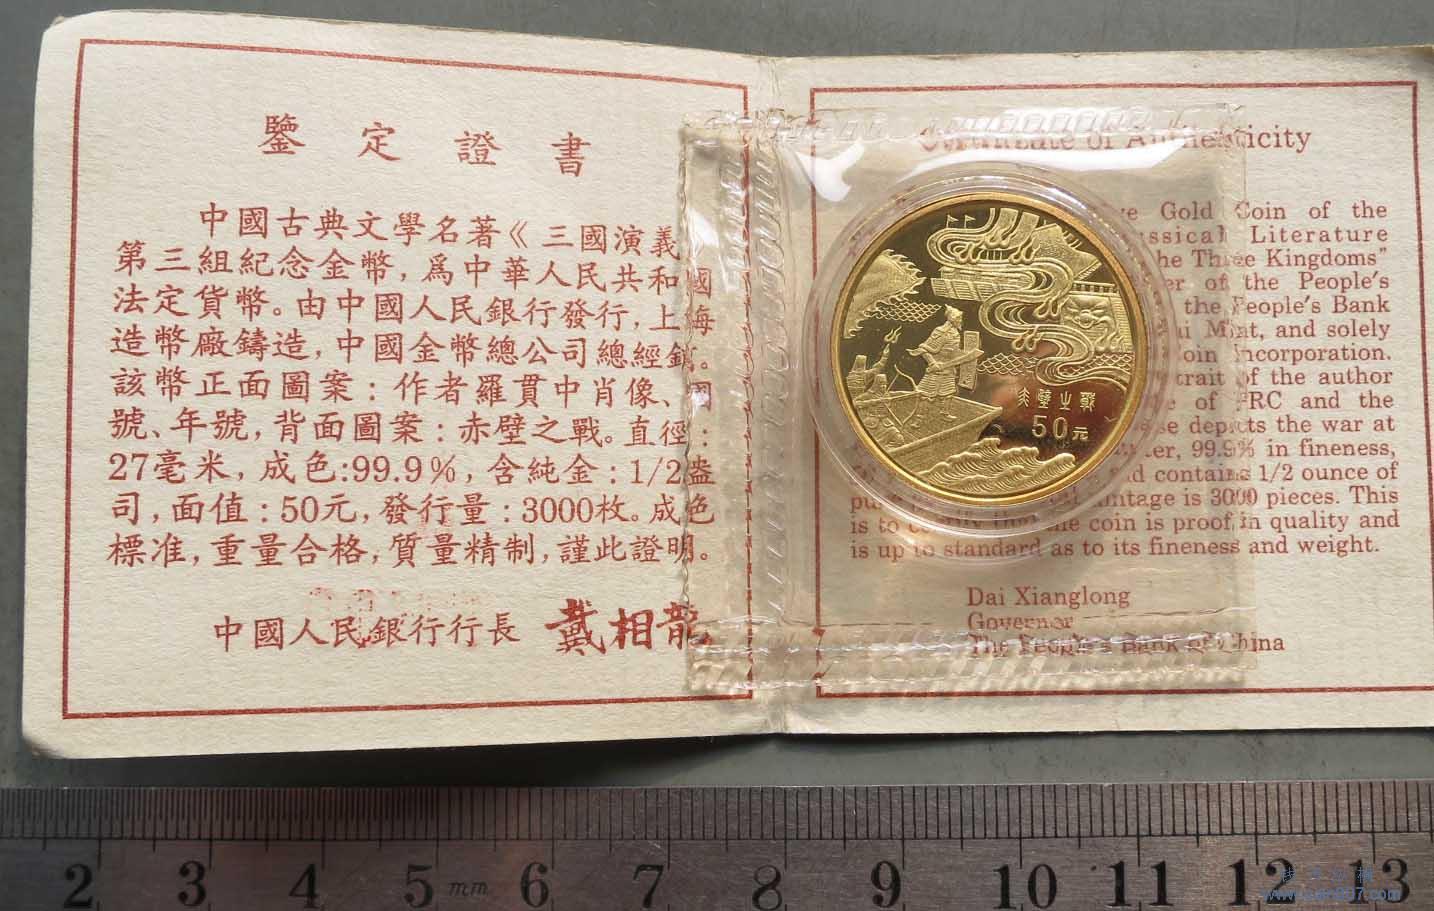 鑒定證書
中國古典文學名著《三國演義
第三組紀念金幣，爲中華人民共和國
法定貨幣。由中國人民銀行發行，上海
造幣廠鑄造，中國金幣總公司總經銷。
該幣正面圖案：作者羅貫中肖像、國
號、年號，背面圖案：赤壁之戰。直徑：
27毫米，成色:99.9%，含純金：1/2盎
司，面值：50元，發行量：3000枚。成色
標准，重量合格，質量精制，謹此證明。
中國人民銀行行長 戴相龍
Certificate of Authenticity
Gold Coin of the
Literature
the Three Kingdoms"
of the People's
the People's Bank
Mint, and solely
Coin Incorporation.
of the author
of PRC and the
depicts the war at
99.9% in fineness,
and contains 1/2 ounce of
mintage is 3000 pieces. This
is to certify that the coin is proof in quality and
is up to standard as to its fineness and weight.
Dai Xianglong
Governor
The People's Bank of China
赤壁之戰
50元
2 3 4 5 mm 6 7 8 9 10 11 12 13